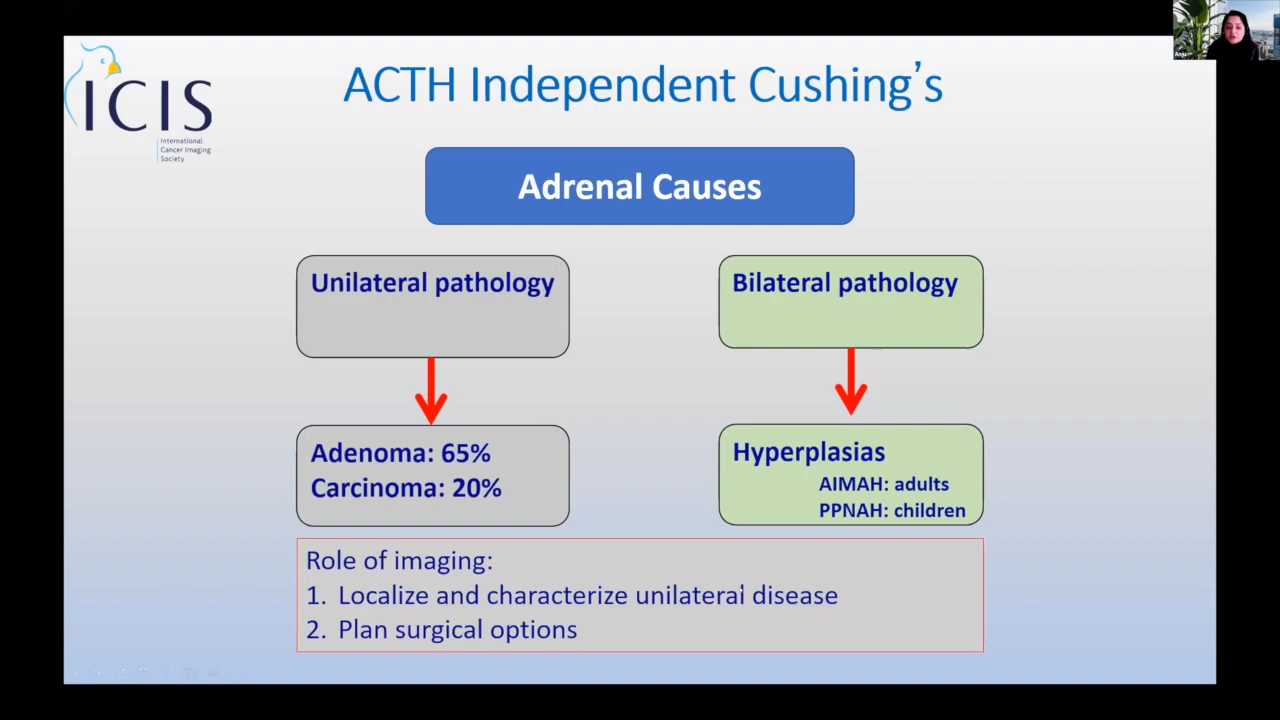 ICIS
International
Cancer Imaging
Society
ACTH Independent Cushing's
Adrenal Causes
Unilateral pathology
Bilateral pathology
Adenoma: 65%
Carcinoma: 20%
Hyperplasias
AIMAH: adults
PPNAH: children
Role of imaging:
1. Localize and characterize unilateral disease
2. Plan surgical options